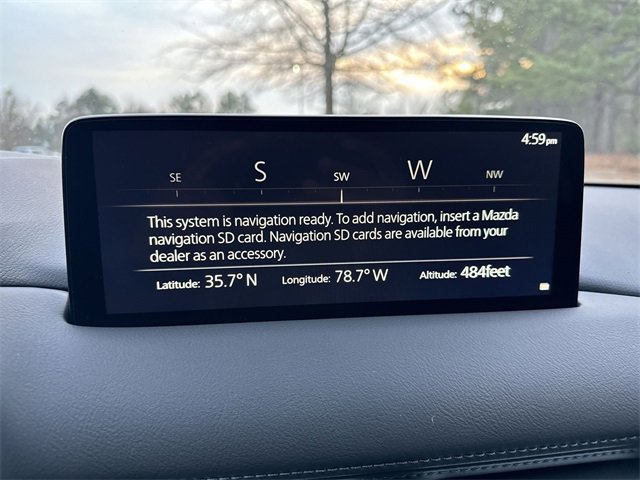 4:59pm
SE S SW W NW
This system is navigation ready. To add navigation, insert a Mazda
navigation SD card. Navigation SD cards are available from your
dealer as an accessory.
Latitude: 35.7° N Longitude: 78.7° W Altitude: 484feet